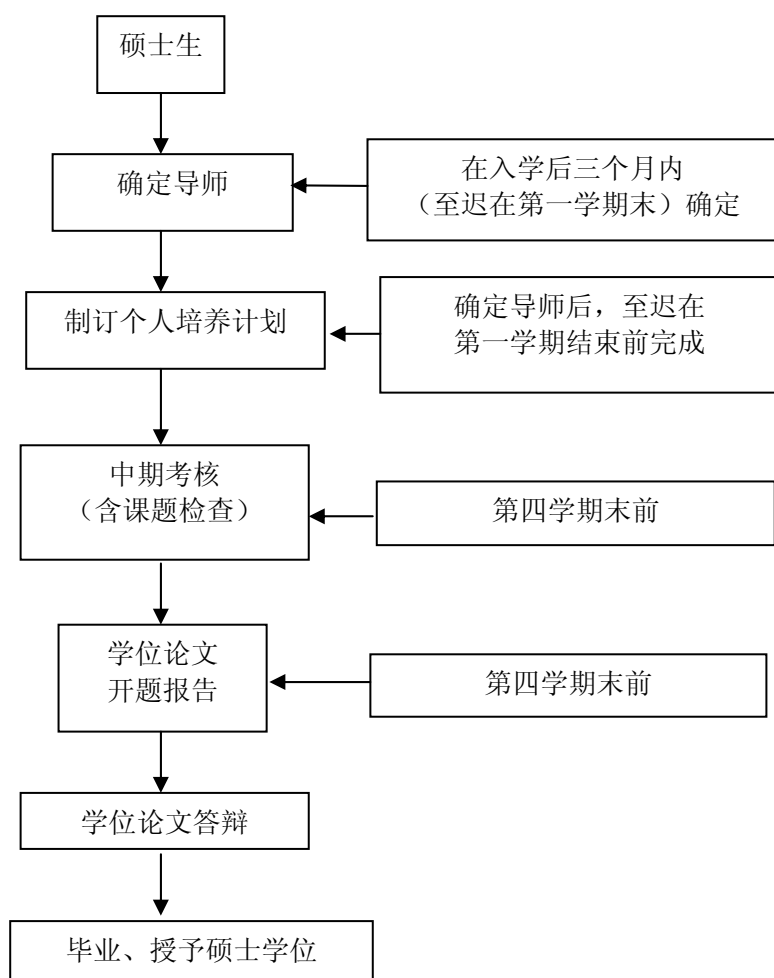 硕士生
确定导师
在入学后三个月内
（至迟在第一学期末）确定
制订个人培养计划
确定导师后，至迟在
第一学期结束前完成
中期考核
（含课题检查）
第四学期末前
学位论文
开题报告
第四学期末前
学位论文答辩
毕业、授予硕士学位